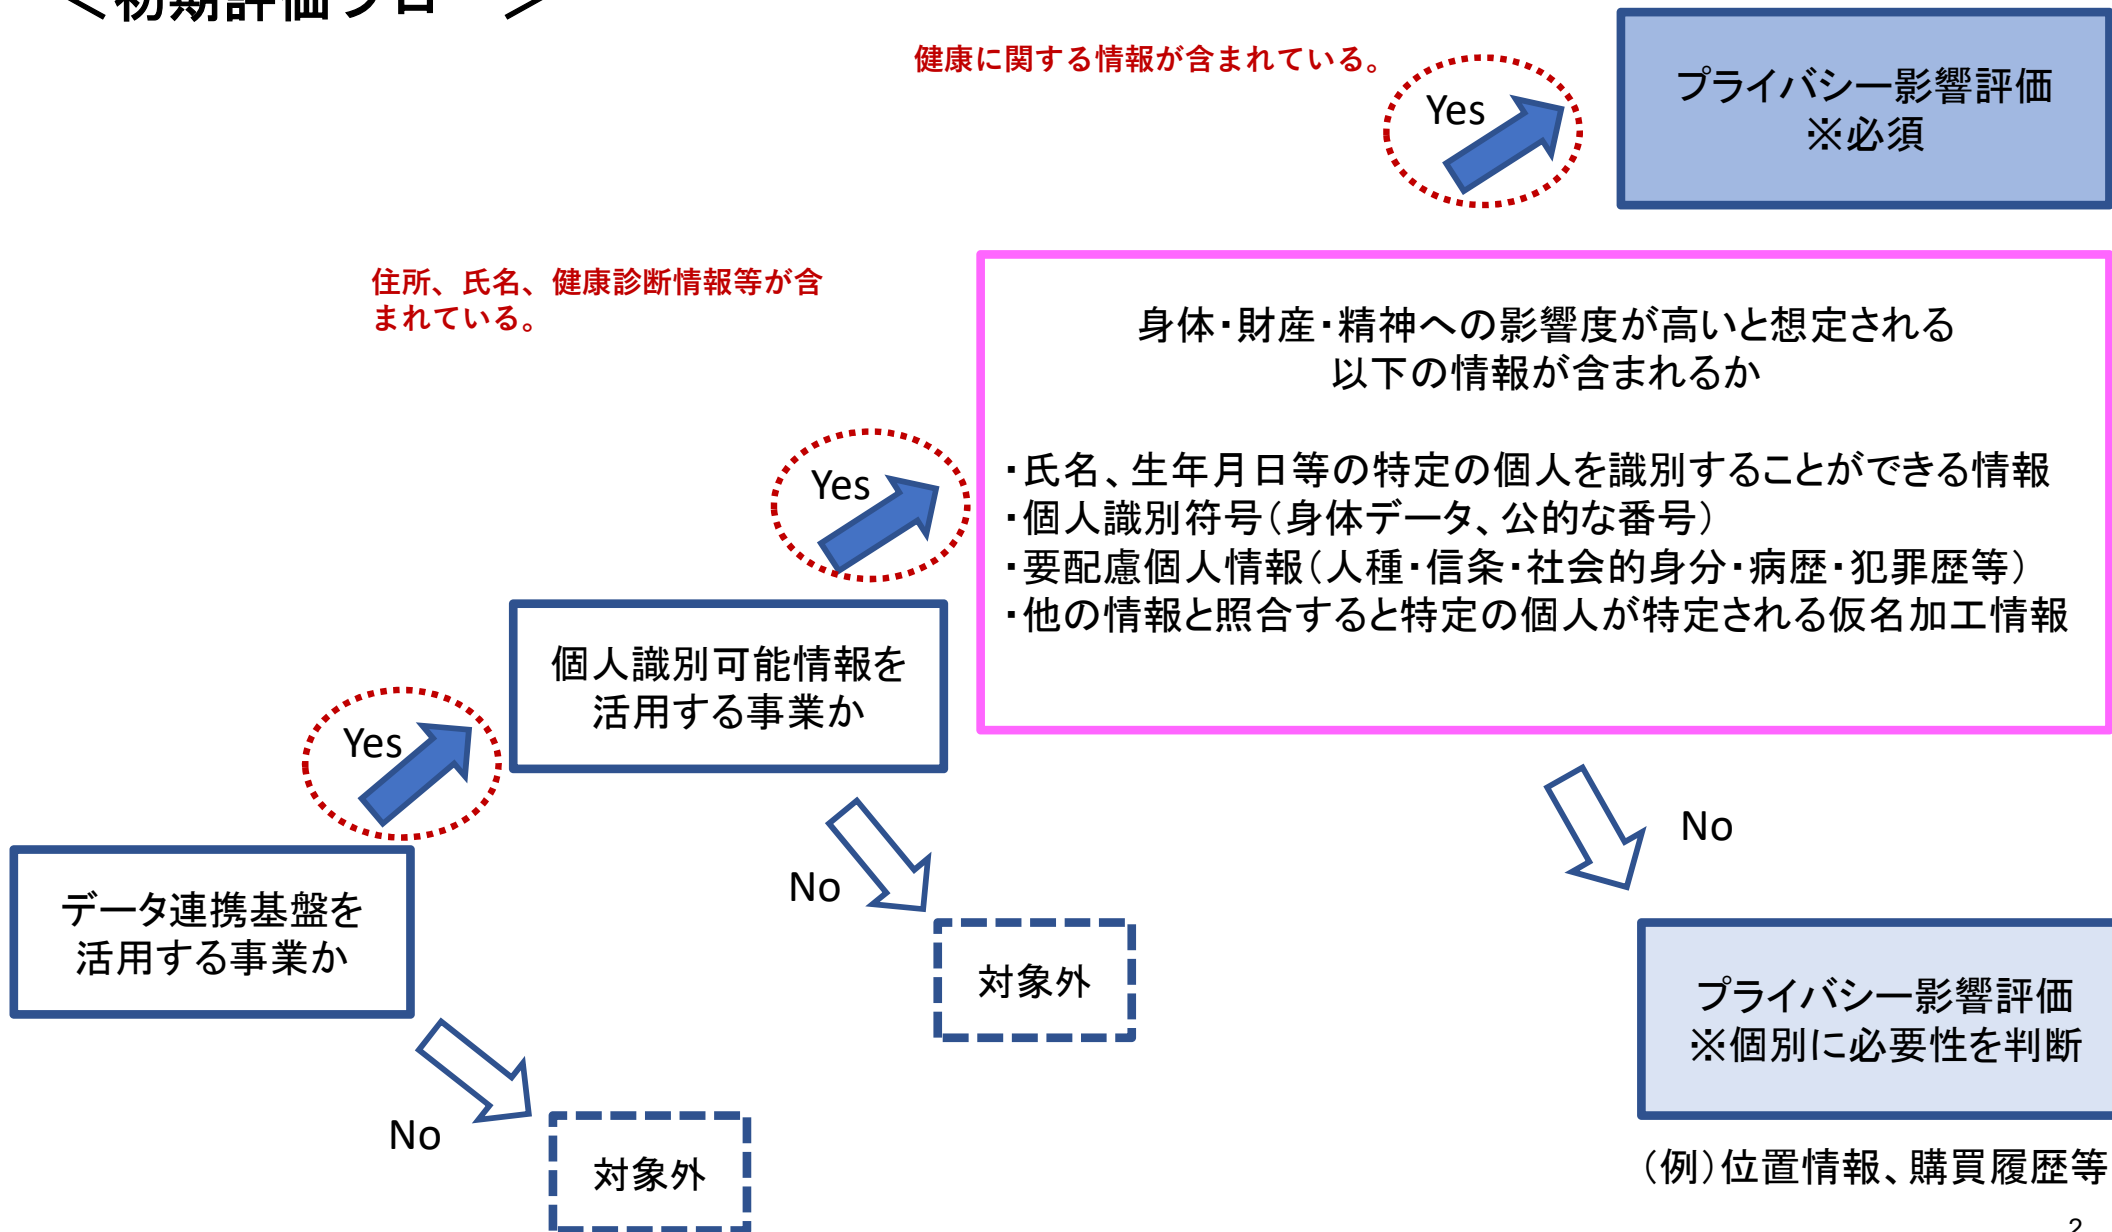 ＜初期評価フロー＞
健康に関する情報が含まれている。
Yes
プライバシー影響評価
※必須
住所、氏名、健康診断情報等が含
まれている。
身体・財産・精神への影響度が高いと想定される
以下の情報が含まれるか
・氏名、生年月日等の特定の個人を識別することができる情報
・個人識別符号（身体データ、公的な番号）
・要配慮個人情報（人種・信条・社会的身分・病歴・犯罪歴等）
・他の情報と照合すると特定の個人が特定される仮名加工情報
Yes
個人識別可能情報を
活用する事業か
Yes
No
No
データ連携基盤を
活用する事業か
対象外
プライバシー影響評価
※個別に必要性を判断
No
対象外
（例）位置情報、購買履歴等
2